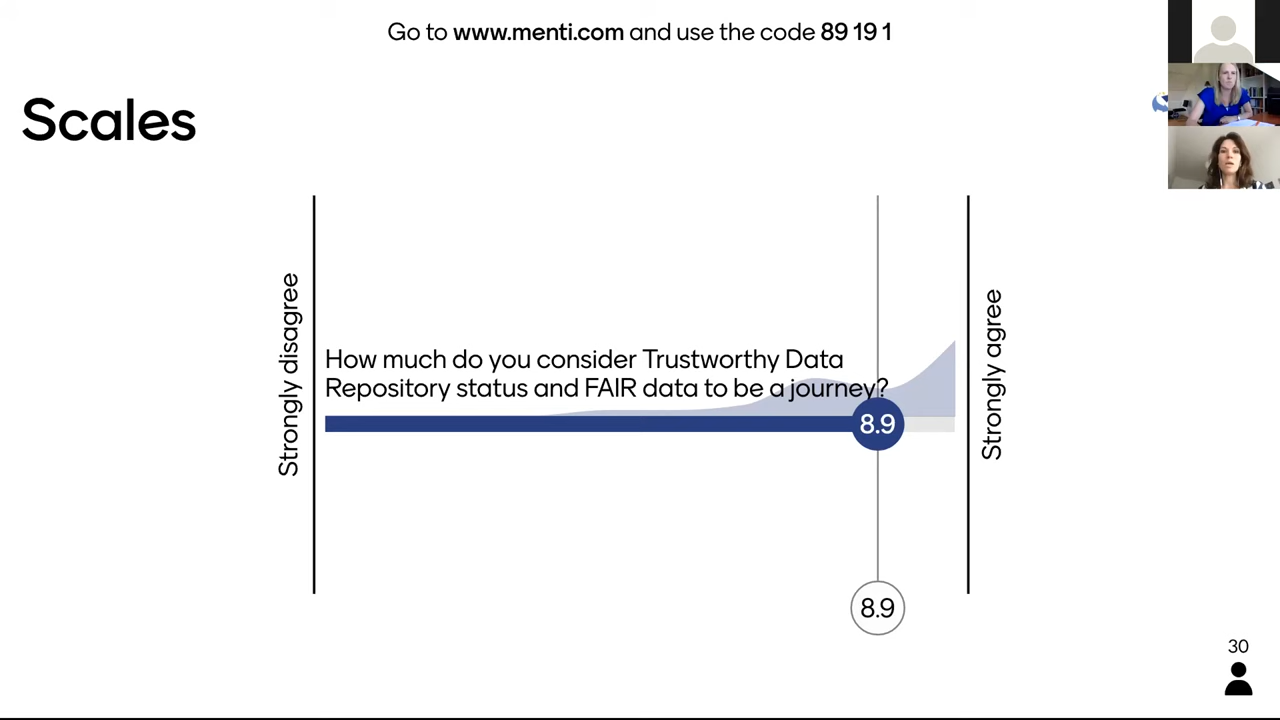 Go to www.menti.com and use the code 89 19 1
Scales
Strongly disagree
How much do you consider Trustworthy Data
Repository status and FAIR data to be a journey?
8.9
Strongly agree
8.9
30